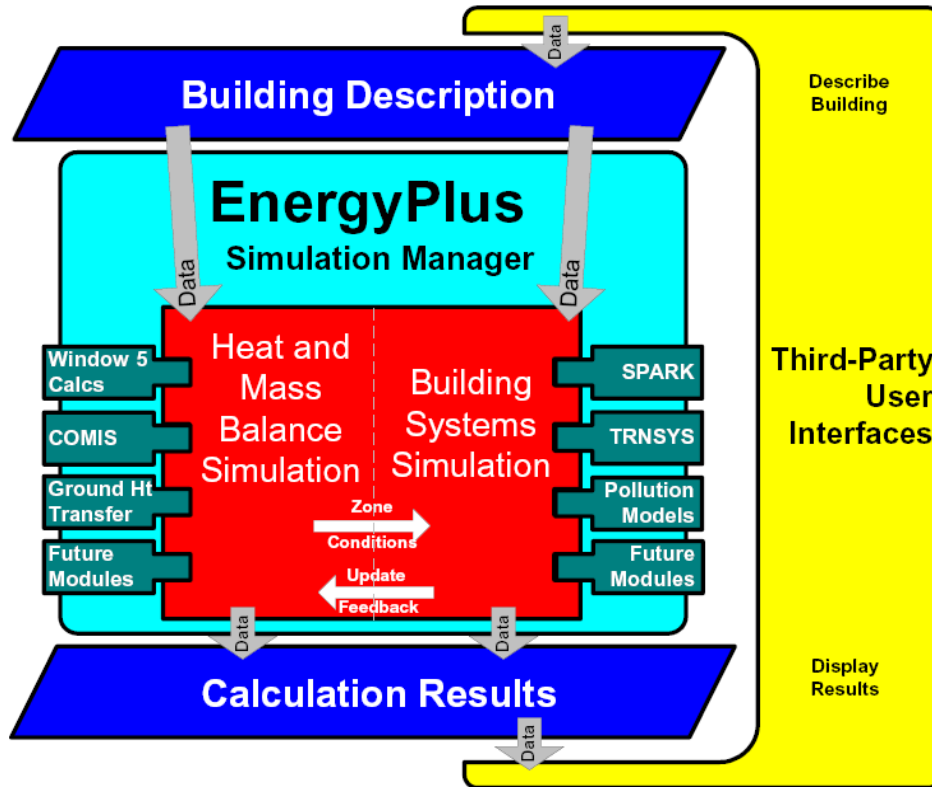 Data
Building Description
Describe
Building
EnergyPlus
Simulation Manager
Data
Data
Heat and
Mass
Balance
Simulation
Building
Systems
Simulation
Window 5
Calcs
COMIS
Ground Ht
Transfer
Future
Modules
SPARK
TRNSYS
Pollution
Models
Future
Modules
Zone
Conditions
Update
Feedback
Third-Party
User
Interfaces
Data
Data
Calculation Results
Display
Results
Data